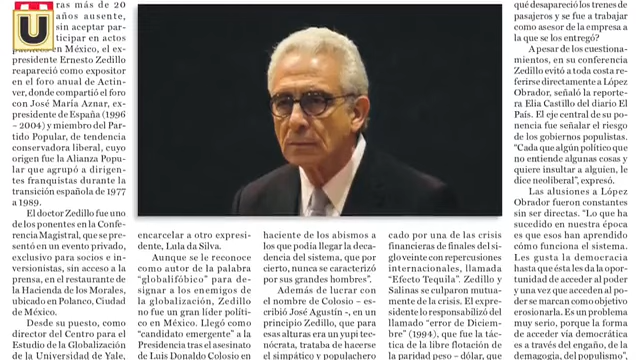 U
ras más de 20
años ausente,
sin aceptar par-
ticipar en actos
públicos en México, el ex-
presidente Ernesto Zedillo
reapareció como expositor
en el foro anual de Actin-
ver, donde compartió el foro
con José María Aznar, ex-
presidente de España (1996
– 2004) y miembro del Par-
tido Popular, de tendencia
conservadora liberal, cuyo
origen fue la Alianza Popu-
lar que agrupó a dirigen-
tes franquistas durante la
transición española de 1977
a 1989.
El doctor Zedillo fue uno
de los ponentes en la Confe-
rencia Magistral, que se pre-
sentó en un evento privado,
exclusivo para socios e in-
versionistas, sin acceso a la
prensa, en el restaurante de
la Hacienda de los Morales,
ubicado en Polanco, Ciudad
de México.
Desde su puesto, como
director del Centro para el
Estudio de la Globalización
de la Universidad de Yale,
encarcelar a otro expresi-
dente, Lula da Silva.
Aunque se le reconoce
como autor de la palabra
“globalifóbico” para de-
signar a los enemigos de
la globalización, Zedillo
no fue un gran líder políti-
co en México. Llegó como
“candidato emergente” a la
Presidencia tras el asesinato
de Luis Donaldo Colosio en
haciente de los abismos a
los que podía llegar la deca-
dencia del sistema, que por
cierto, nunca se caracterizó
por sus grandes hombres”.
Además de lucrar con
el nombre de Colosio – es-
cribió José Agustín -, en un
principio Zedillo, que para
esas alturas era un yupi tec-
nócrata, trataba de hacerse
el simpático y populachero
cado por una de las crisis
financieras de finales del si-
glo veinte con repercusiones
internacionales, llamada
“Efecto Tequila”. Zedillo y
Salinas se culparon mutua-
mente de la crisis. El expre-
sidente lo responsabilizó del
llamado “error de Diciem-
bre” (1994), que fue la tác-
tica de la libre flotación de
la paridad peso – dólar, que
qué desapareció los trenes de
pasajeros y se fue a trabajar
como asesor de la empresa a
la que se los entregó?
A pesar de los cuestiona-
mientos, en su conferencia
Zedillo evitó a toda costa re-
ferirse directamente a López
Obrador, señaló la reporte-
ra Elia Castillo del diario El
País. El eje central de su po-
nencia fue señalar el riesgo
de los gobiernos populistas.
“Cada que algún político que
no entiende algunas cosas y
quiere insultar a alguien, le
dice neoliberal”, expresó.
Las alusiones a López
Obrador fueron constantes
sin ser directas. “Lo que ha
sucedido en nuestra época
es que esos han aprendido
cómo funciona el sistema.
Les gusta la democracia
hasta que ésta les da la opor-
tunidad de acceder al poder
y una vez que acceden al po-
der se marcan como objetivo
erosionarla. Es un problema
muy serio, porque la forma
de acceder vía democrática
es a través del engaño, de la
demagogia, del populismo”.